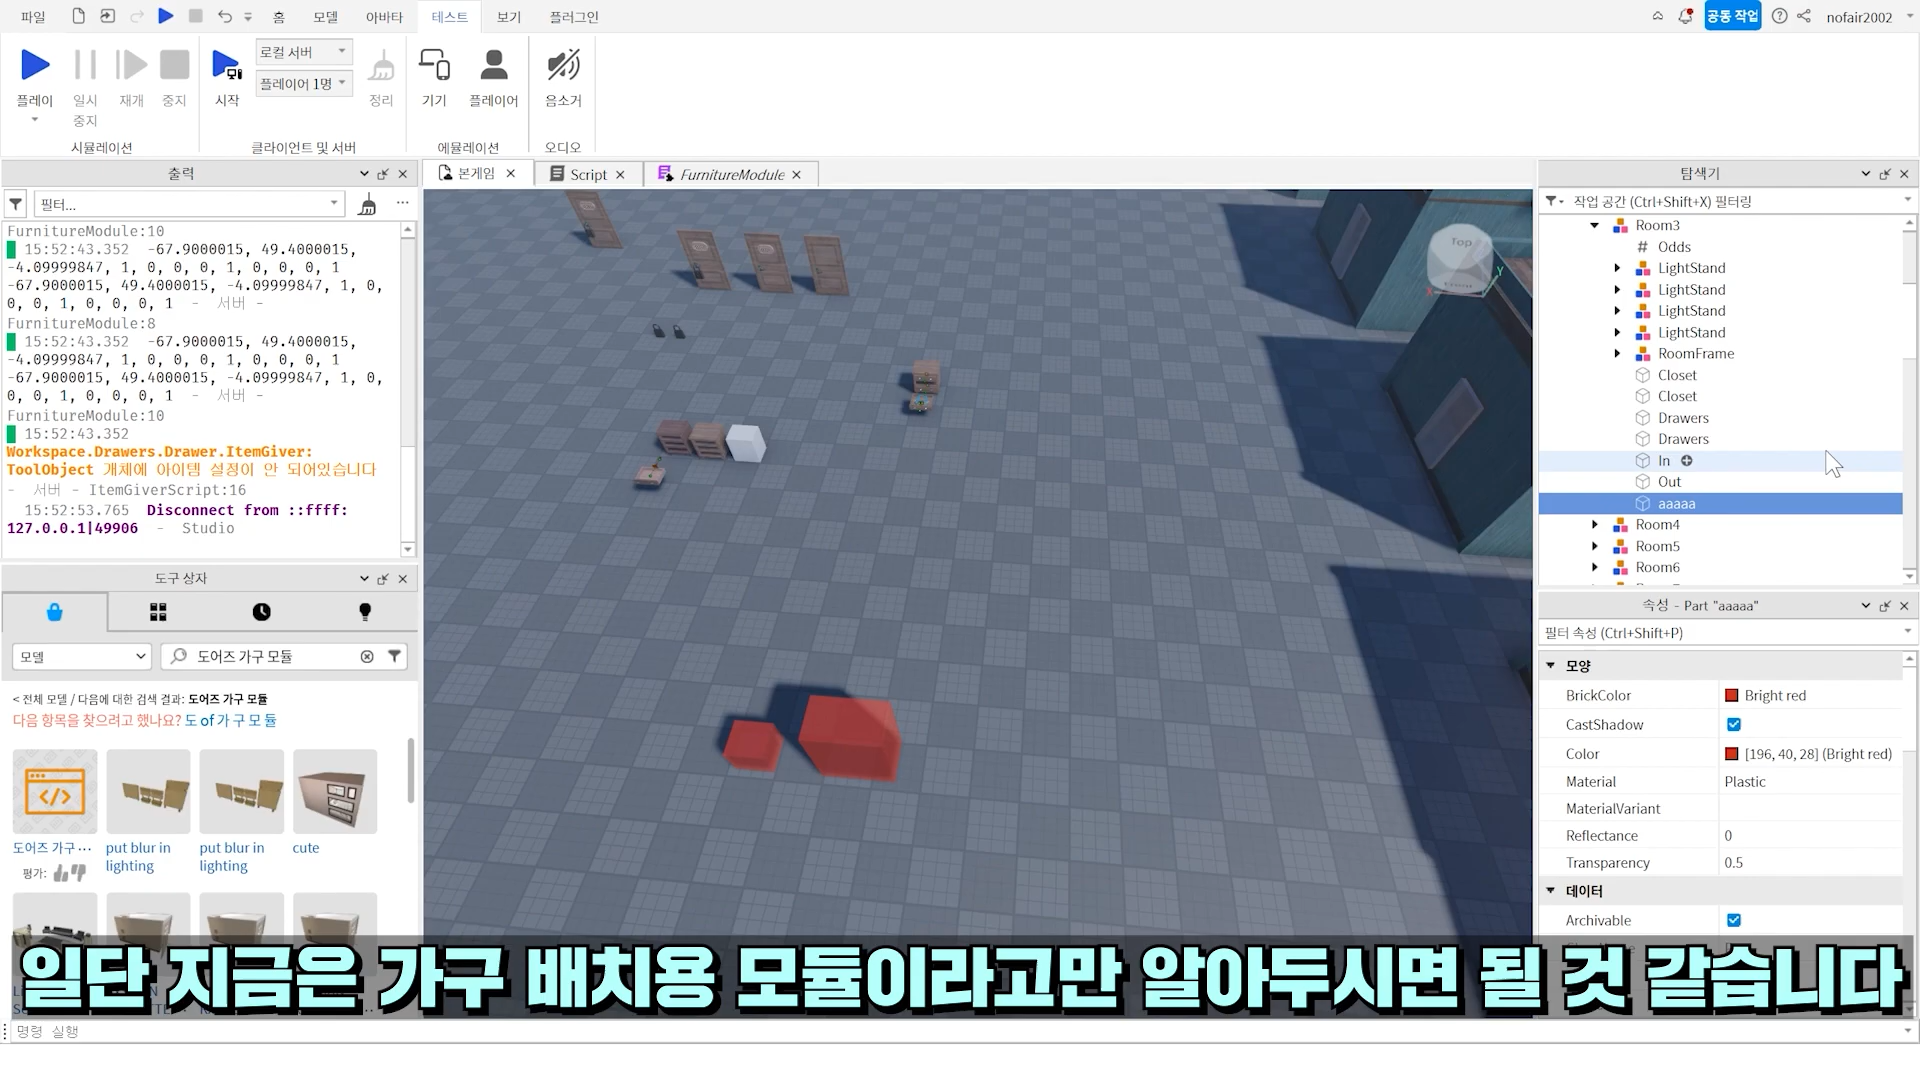 파일
홈
모델
아바타
테스트
보기
플러그인
공동 작업
nofair2002
플레이
일시 중지
재개
중지
시뮬레이션
시작
로컬 서버
플레이어 1명
정리
클라이언트 및 서버
기기
플레이어
에뮬레이션
음소거
오디오
출력
필터...
FurnitureModule:10
15:52:43.352 -67.9000015, 49.4000015,
-4.09999847, 1, 0, 0, 0, 1, 0, 0, 0, 1
-67.9000015, 49.4000015, -4.09999847, 1, 0,
0, 0, 1, 0, 0, 0, 1 - 서버 -
FurnitureModule:8
15:52:43.352 -67.9000015, 49.4000015,
-4.09999847, 1, 0, 0, 0, 1, 0, 0, 0, 1
-67.9000015, 49.4000015, -4.09999847, 1, 0,
0, 0, 1, 0, 0, 0, 1 - 서버 -
FurnitureModule:10
15:52:43.352
Workspace.Drawers.Drawer.ItemGiver:
ToolObject 개체에 아이템 설정이 안 되어있습니다
- 서버 - ItemGiverScript:16
15:52:53.765 Disconnect from ::ffff:
127.0.0.1|49906 - Studio
도구 상자
모델
도어즈 가구 모듈
< 전체 모델 / 다음에 대한 검색 결과: 도어즈 가구 모듈
다음 항목을 찾으려고 했나요? 도 of 가 구 모 듈
도어즈 가구...
평가:
put blur in
lighting
put blur in
lighting
cute
본게임
Script
FurnitureModule
Top
Front
Y
X
탐색기
작업 공간 (Ctrl+Shift+X) 필터링
Room3
Odds
LightStand
LightStand
LightStand
LightStand
RoomFrame
Closet
Closet
Drawers
Drawers
In
Out
aaaaa
Room4
Room5
Room6
속성 - Part "aaaaa"
필터 속성 (Ctrl+Shift+P)
모양
BrickColor Bright red
CastShadow
Color [196, 40, 28] (Bright red)
Material Plastic
MaterialVariant
Reflectance 0
Transparency 0.5
데이터
Archivable
일단 지금은 가구 배치용 모듈이라고만 알아두시면 될 것 같습니다
명령 실행